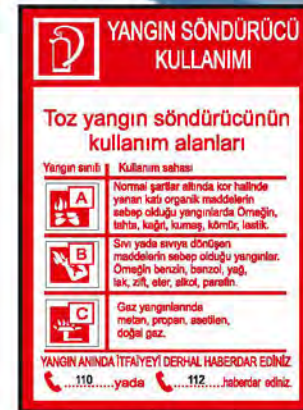 YANGIN SÖNDÜRÜCÜ
KULLANIMI
Toz yangın söndürücünün
kullanım alanları
Yangın sınıfı Kullanım sahası
A
Normal şartlar altında kor halinde
yanan katı organik maddelerin
sebep olduğu yangınlarda Örneğin,
tahta, kağıt, kumaş, kömür, lastik.
B
Sıvı yada sıvıya dönüşen
maddelerin sebep olduğu yangınlar.
Örneğin benzin, benzol, yağ,
lak, zift, eter, alkol, parafin.
C
Gaz yangınlarında
metan, propan, asetilen,
doğal gaz.
YANGIN ANINDA İTFAİYEYİ DERHAL HABERDAR EDİNİZ
.....110.....yada .....112.....haberdar ediniz.